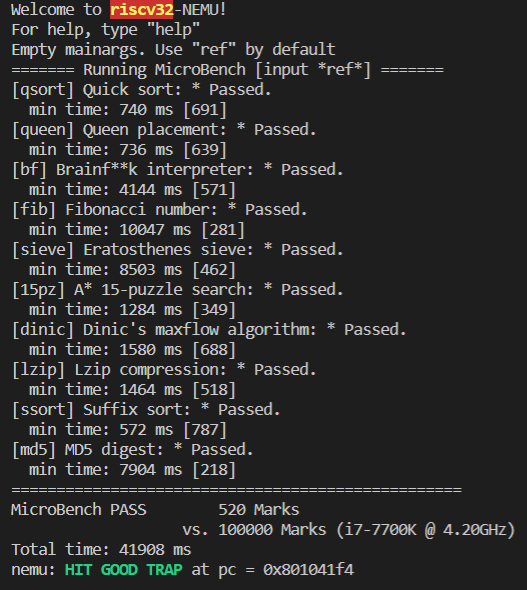 Welcome to riscv32-NEMU!
For help, type "help"
Empty mainargs. Use "ref" by default
======= Running MicroBench [input *ref*] =======
[qsort] Quick sort: * Passed.
  min time: 740 ms [691]
[queen] Queen placement: * Passed.
  min time: 736 ms [639]
[bf] Brainf**k interpreter: * Passed.
  min time: 4144 ms [571]
[fib] Fibonacci number: * Passed.
  min time: 10047 ms [281]
[sieve] Eratosthenes sieve: * Passed.
  min time: 8503 ms [462]
[15pz] A* 15-puzzle search: * Passed.
  min time: 1284 ms [349]
[dinic] Dinic's maxflow algorithm: * Passed.
  min time: 1580 ms [688]
[lzip] Lzip compression: * Passed.
  min time: 1464 ms [518]
[ssort] Suffix sort: * Passed.
  min time: 572 ms [787]
[md5] MD5 digest: * Passed.
  min time: 7904 ms [218]
==================================================
MicroBench PASS        520 Marks
                   vs. 100000 Marks (i7-7700K @ 4.20GHz)
Total time: 41908 ms
nemu: HIT GOOD TRAP at pc = 0x801041f4